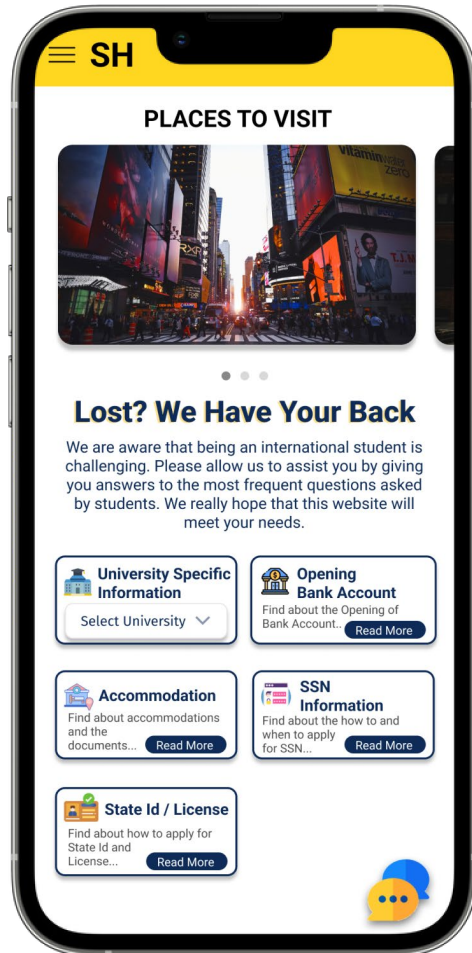 SH
PLACES TO VISIT
Vitaminwater
zero
Lost? We Have Your Back
We are aware that being an international student is
challenging. Please allow us to assist you by giving
you answers to the most frequent questions asked
by students. We really hope that this website will
meet your needs.
University Specific
Information
Select University
Opening
Bank Account
Find about the Opening of
Bank Account..
Read More
Accommodation
Find about accommodations
and the
documents...
Read More
SSN
Information
Find about the how to and
when to apply
for SSN...
Read More
State Id / License
Find about how to apply for
State Id and
License...
Read More